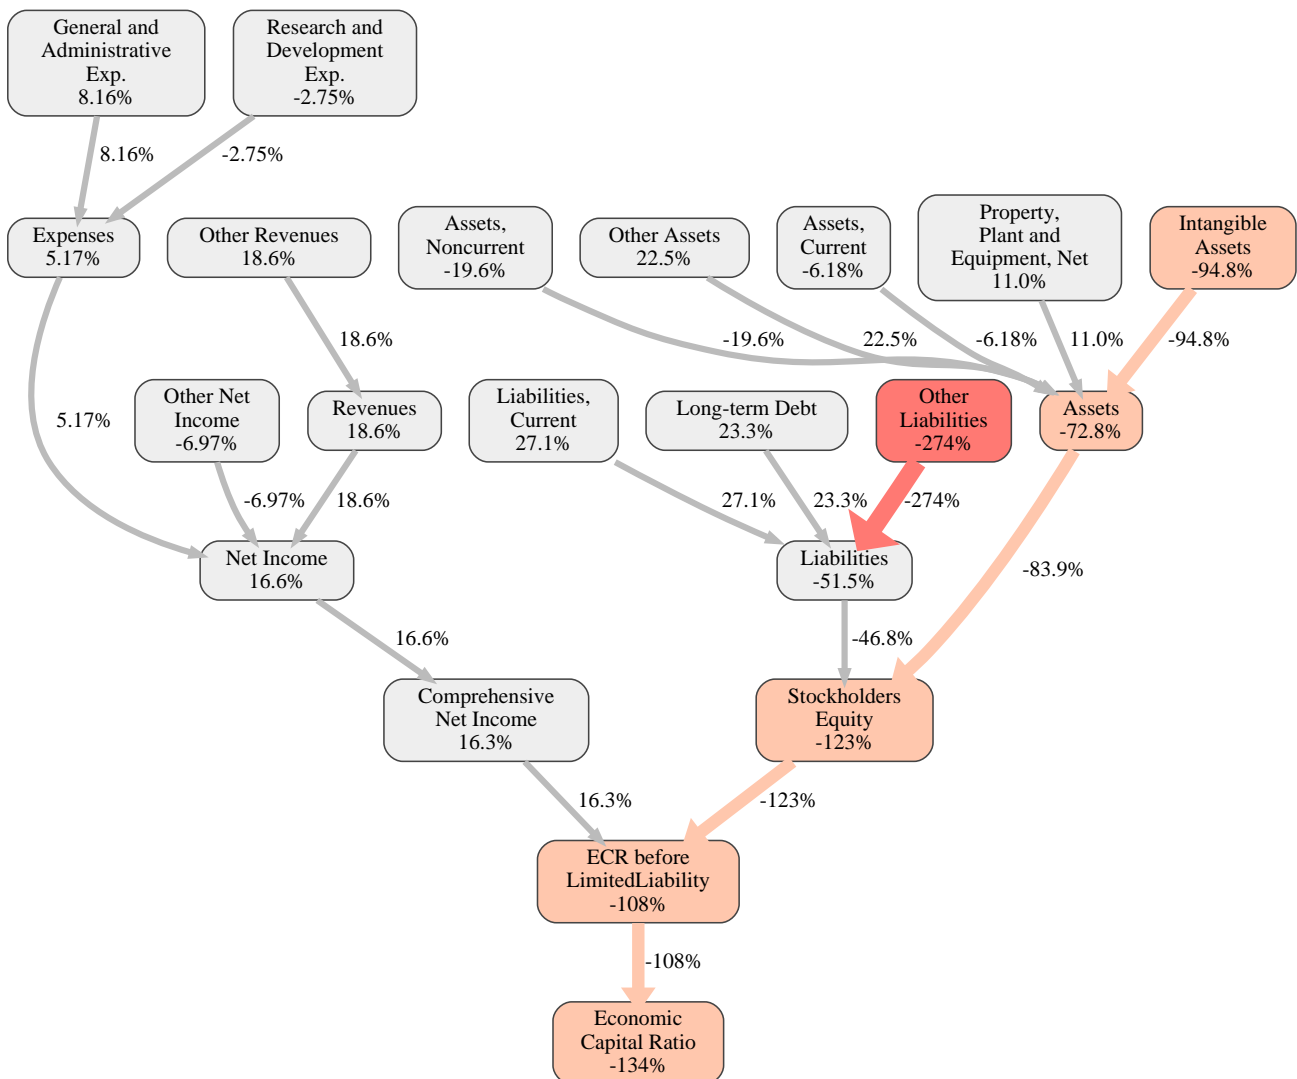 General and
Administrative
Exp.
8.16%
Research and
Development
Exp.
-2.75%
8.16%
-2.75%
Expenses
5.17%
Other Revenues
18.6%
Assets,
Noncurrent
-19.6%
Other Assets
22.5%
Assets,
Current
-6.18%
Property,
Plant and
Equipment, Net
11.0%
Intangible
Assets
-94.8%
18.6%
-19.6%
22.5%
-6.18%
11.0%
-94.8%
5.17%
Other Net
Income
-6.97%
Revenues
18.6%
Liabilities,
Current
27.1%
Long-term Debt
23.3%
Other
Liabilities
-274%
Assets
-72.8%
-6.97%
18.6%
27.1%
23.3%
-274%
Net Income
16.6%
Liabilities
-51.5%
-83.9%
16.6%
-46.8%
Comprehensive
Net Income
16.3%
Stockholders
Equity
-123%
16.3%
-123%
ECR before
LimitedLiability
-108%
-108%
Economic
Capital Ratio
-134%